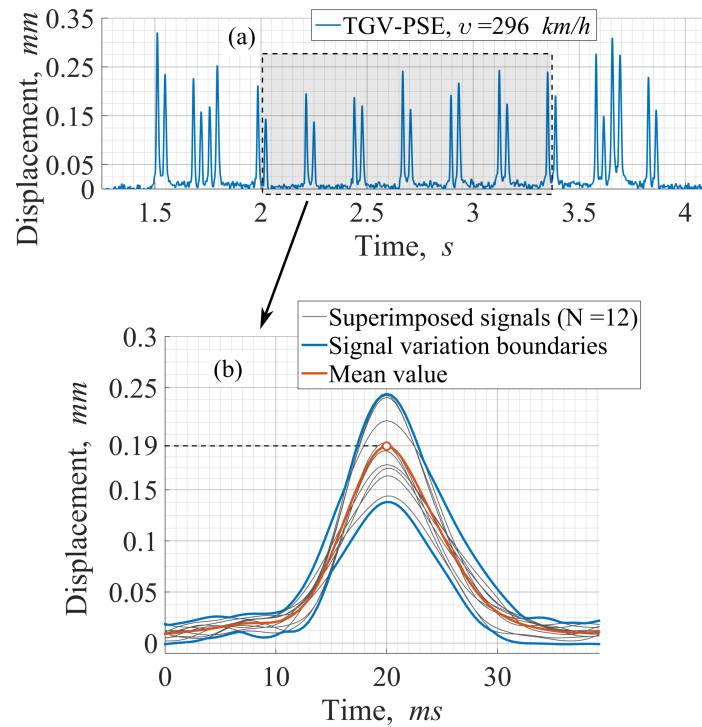 TGV-PSE, υ =296 km/h
(a)
Displacement, mm
0.35
0.25
0.15
0.05
0
1.5 2 2.5 3 3.5 4
Time, s
Superimposed signals (N =12)
Signal variation boundaries
Mean value
(b)
Displacement, mm
0.3
0.25
0.19
0.15
0.1
0.05
0
0 10 20 30
Time, ms